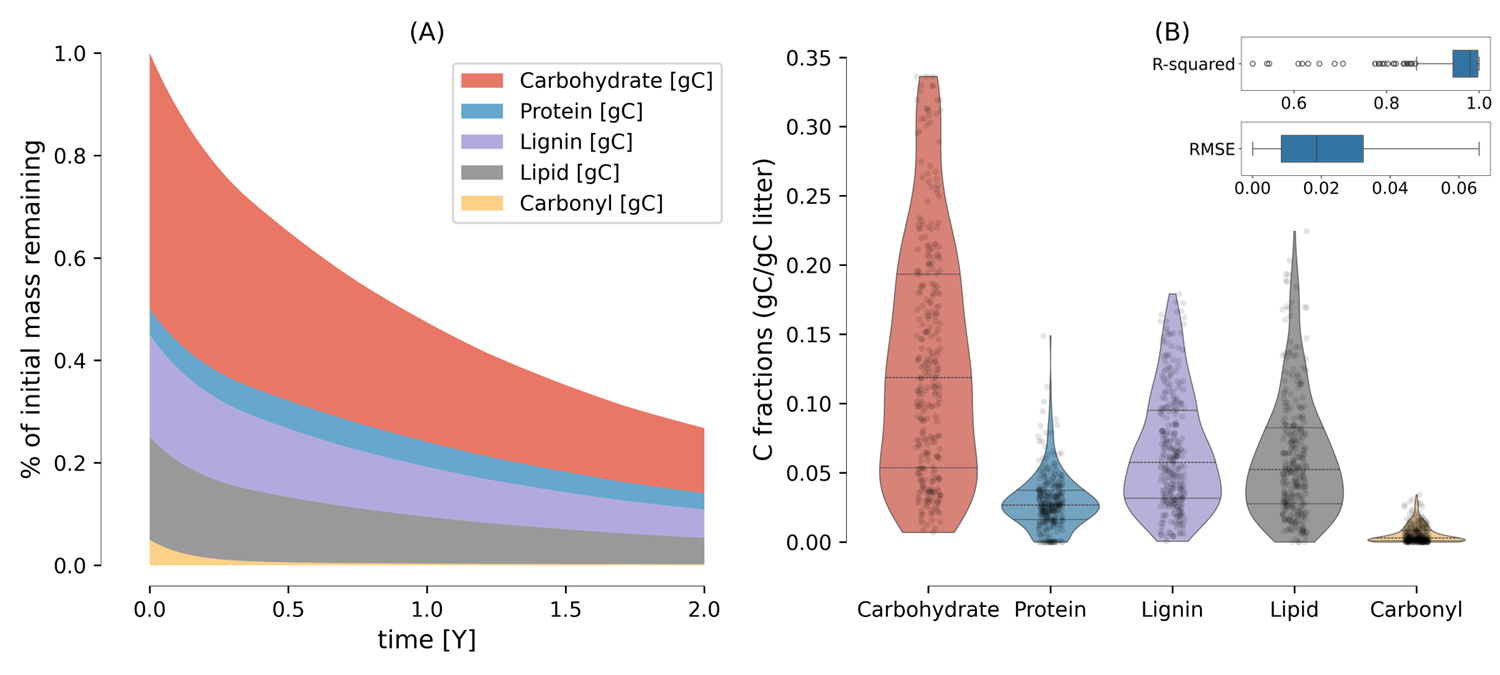 (A)
% of initial mass remaining
1.0
0.8
0.6
0.4
0.2
0.0
Carbohydrate [gC]
Protein [gC]
Lignin [gC]
Lipid [gC]
Carbonyl [gC]
0.0 0.5 1.0 1.5 2.0
time [Y]
(B)
C fractions (gC/gC litter)
0.35
0.30
0.25
0.20
0.15
0.10
0.05
0.00
R-squared
0.6 0.8 1.0
RMSE
0.00 0.02 0.04 0.06
Carbohydrate Protein Lignin Lipid Carbonyl